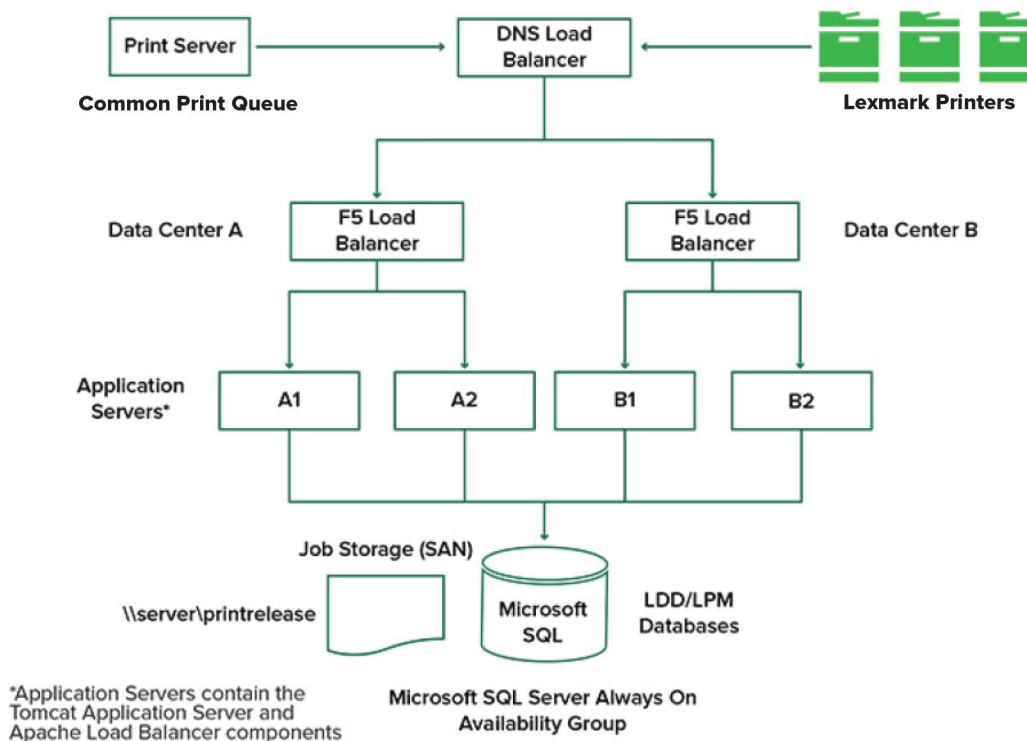 Print Server
DNS Load
Balancer
Common Print Queue
Lexmark Printers
Data Center A
F5 Load
Balancer
F5 Load
Balancer
Data Center B
Application
Servers*
A1
A2
B1
B2
Job Storage (SAN)
\\server\printrelease
Microsoft
SQL
LDD/LPM
Databases
*Application Servers contain the
Tomcat Application Server and
Apache Load Balancer components
Microsoft SQL Server Always On
Availability Group